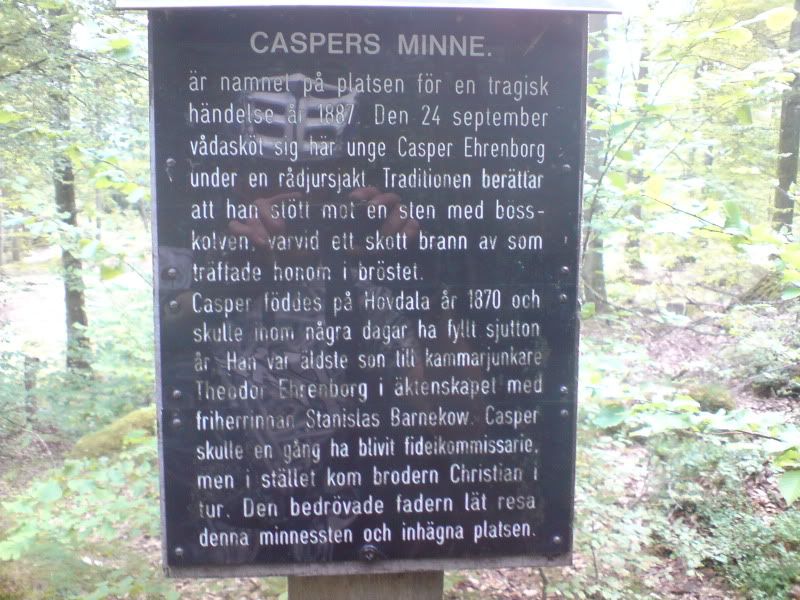 CASPERS MINNE.
är namnet på platsen för en tragisk
händelse år 1887. Den 24 september
vådasköt sig här unge Casper Ehrenborg
under en rådjursjakt. Traditionen berättar
att han stött mot en sten med böss-
kolven, varvid ett skott brann av som
träffade honom i bröstet.
Casper föddes på Hovdala år 1870 och
skulle inom några dagar ha fyllt sjutton
år. Han var äldste son till kammarjunkare
Theodor Ehrenborg i äktenskapet med
friherrinnan Stanislas Barnekow. Casper
skulle en gång ha blivit fideikommissarie,
men i stället kom brodern Christian i
tur. Den bedrövade fadern lät resa
denna minnessten och inhägna platsen.